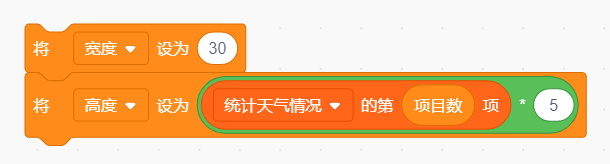 将 宽度 设为 30
将 高度 设为 统计天气情况 的第 项目数 项 * 5